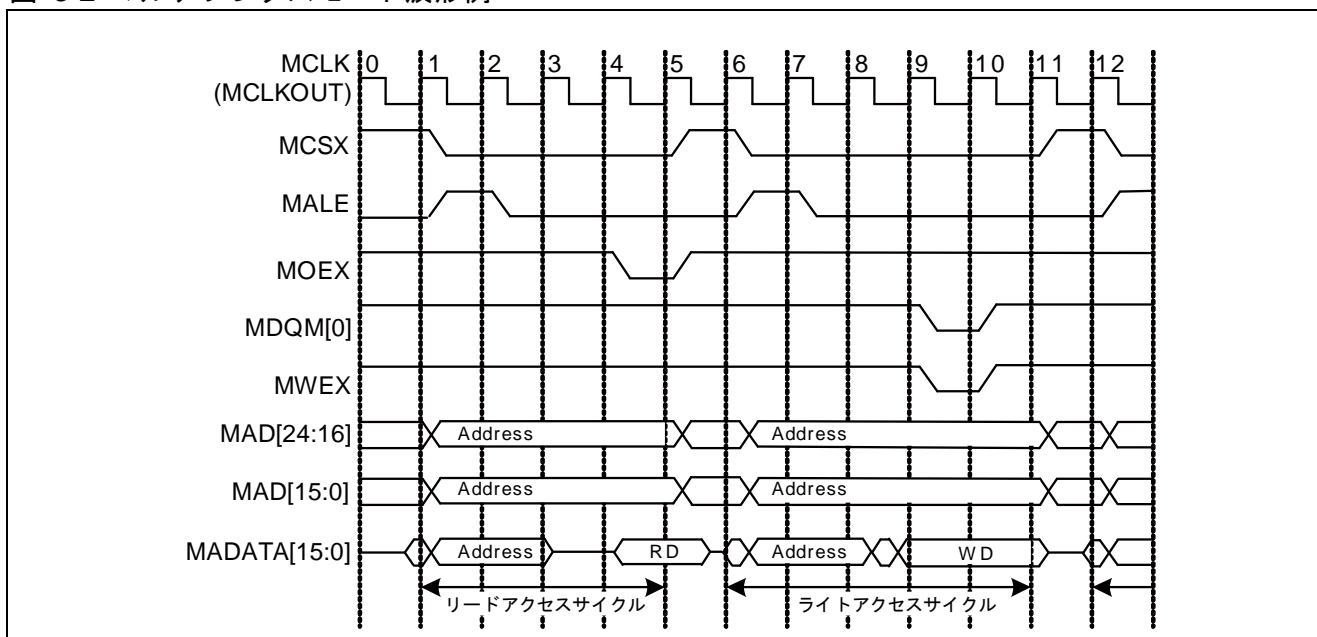 MCLK
(MCLKOUT)
0 1 2 3 4 5 6 7 8 9 10 11 12
MCSX
MALE
MOEX
MDQM[0]
MWEX
MAD[24:16] Address Address
MAD[15:0] Address Address
MADATA[15:0] Address RD Address WD
リードアクセスサイクル ライトアクセスサイクル